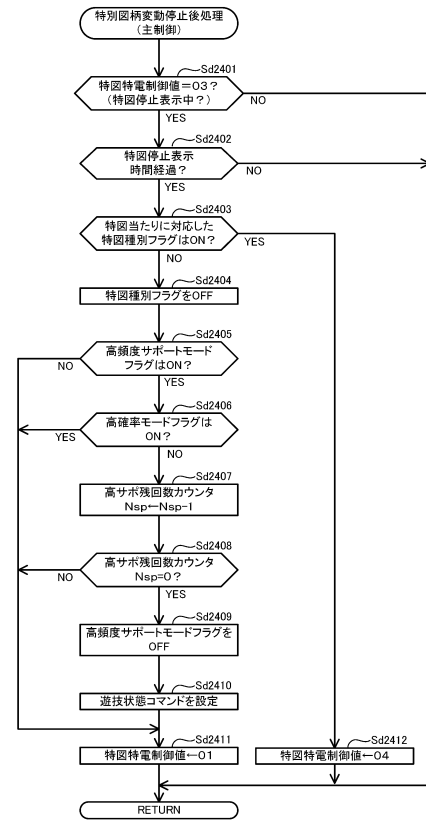 特別図柄変動停止後処理
(主制御)
Sd2401
特図特電制御値=03?
(特図停止表示中?)
NO
YES
Sd2402
特図停止表示
時間経過?
NO
YES
Sd2403
特図当たりに対応した
特図種別フラグはON?
YES
NO
Sd2404
特図種別フラグをOFF
Sd2405
高頻度サポートモード
フラグはON?
NO
YES
Sd2406
高確率モードフラグは
ON?
YES
NO
Sd2407
高サポ残回数カウンタ
Nsp←Nsp-1
Sd2408
高サポ残回数カウンタ
Nsp=0?
NO
YES
Sd2409
高頻度サポートモードフラグを
OFF
Sd2410
遊技状態コマンドを設定
Sd2411
特図特電制御値←01
Sd2412
特図特電制御値←04
RETURN